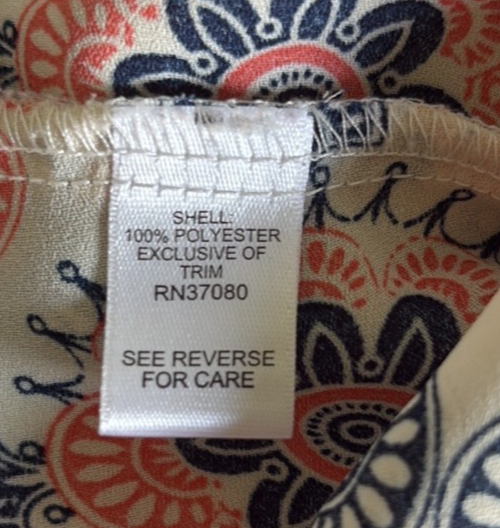 SHELL:
100% POLYESTER
EXCLUSIVE OF
TRIM
RN37080
SEE REVERSE
FOR CARE